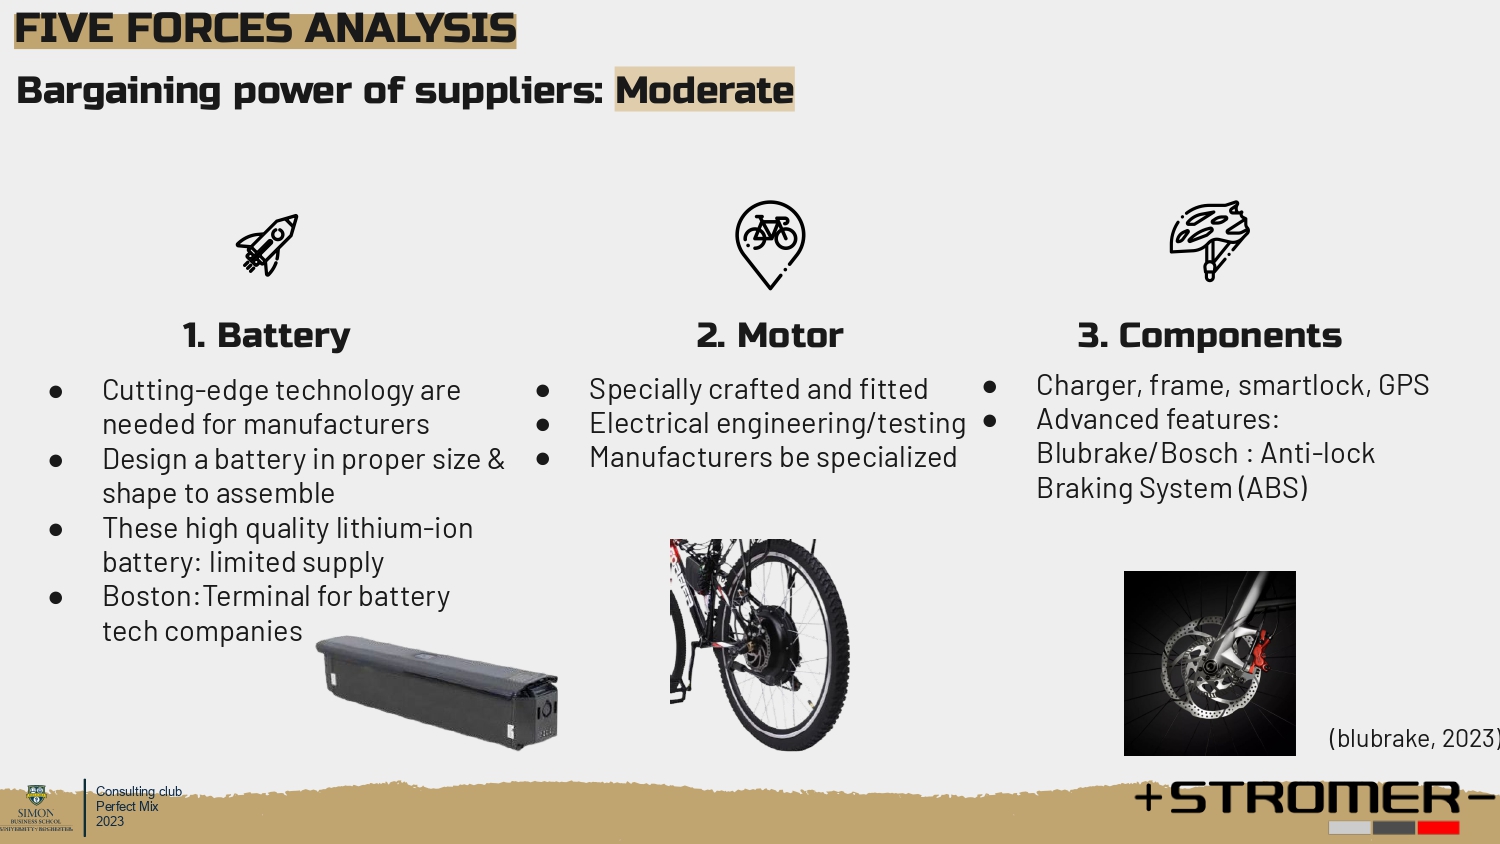 FIVE FORCES ANALYSIS
Bargaining power of suppliers: Moderate
1. Battery
● Cutting-edge technology are
needed for manufacturers
● Design a battery in proper size &
shape to assemble
● These high quality lithium-ion
battery: limited supply
● Boston:Terminal for battery
tech companies
2. Motor
● Specially crafted and fitted
● Electrical engineering/testing
● Manufacturers be specialized
3. Components
● Charger, frame, smartlock, GPS
● Advanced features:
Blubrake/Bosch : Anti-lock
Braking System (ABS)
(blubrake, 2023)
SIMON
BUSINESS SCHOOL
UNIVERSITY of ROCHESTER
Consulting club
Perfect Mix
2023
+STROMER−